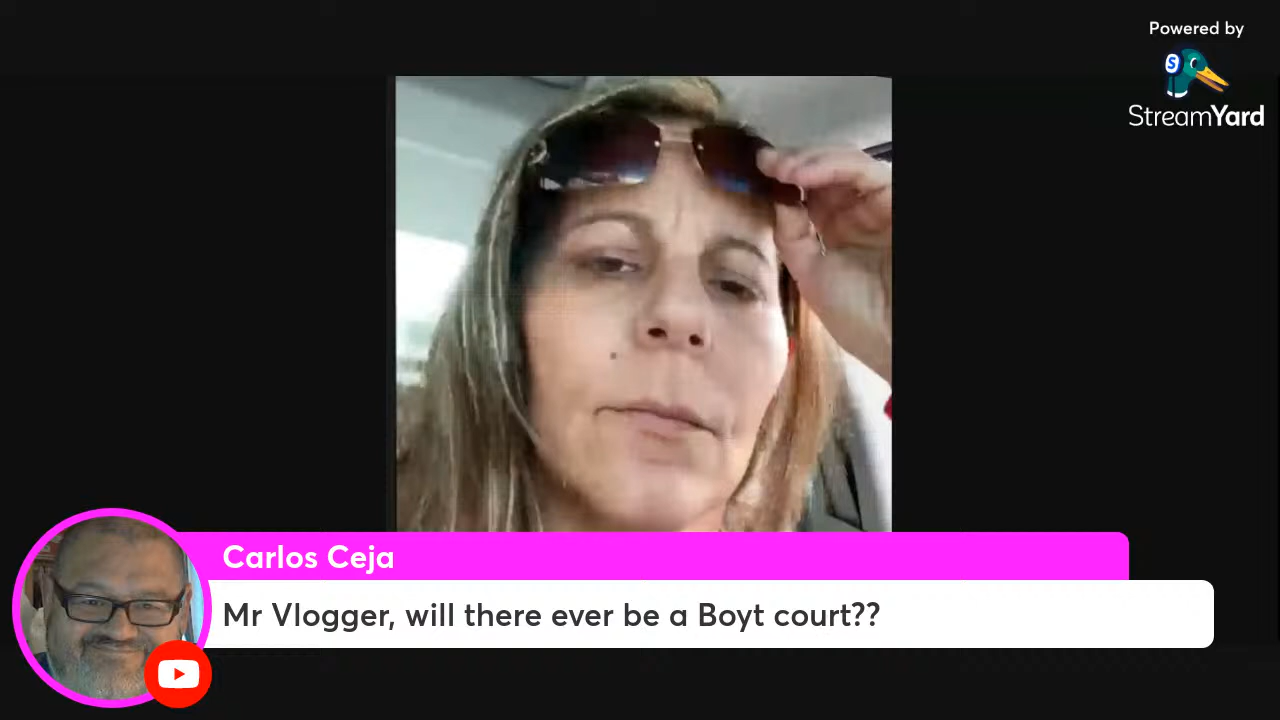 Powered by
StreamYard
Carlos Ceja
Mr Vlogger, will there ever be a Boyt court??